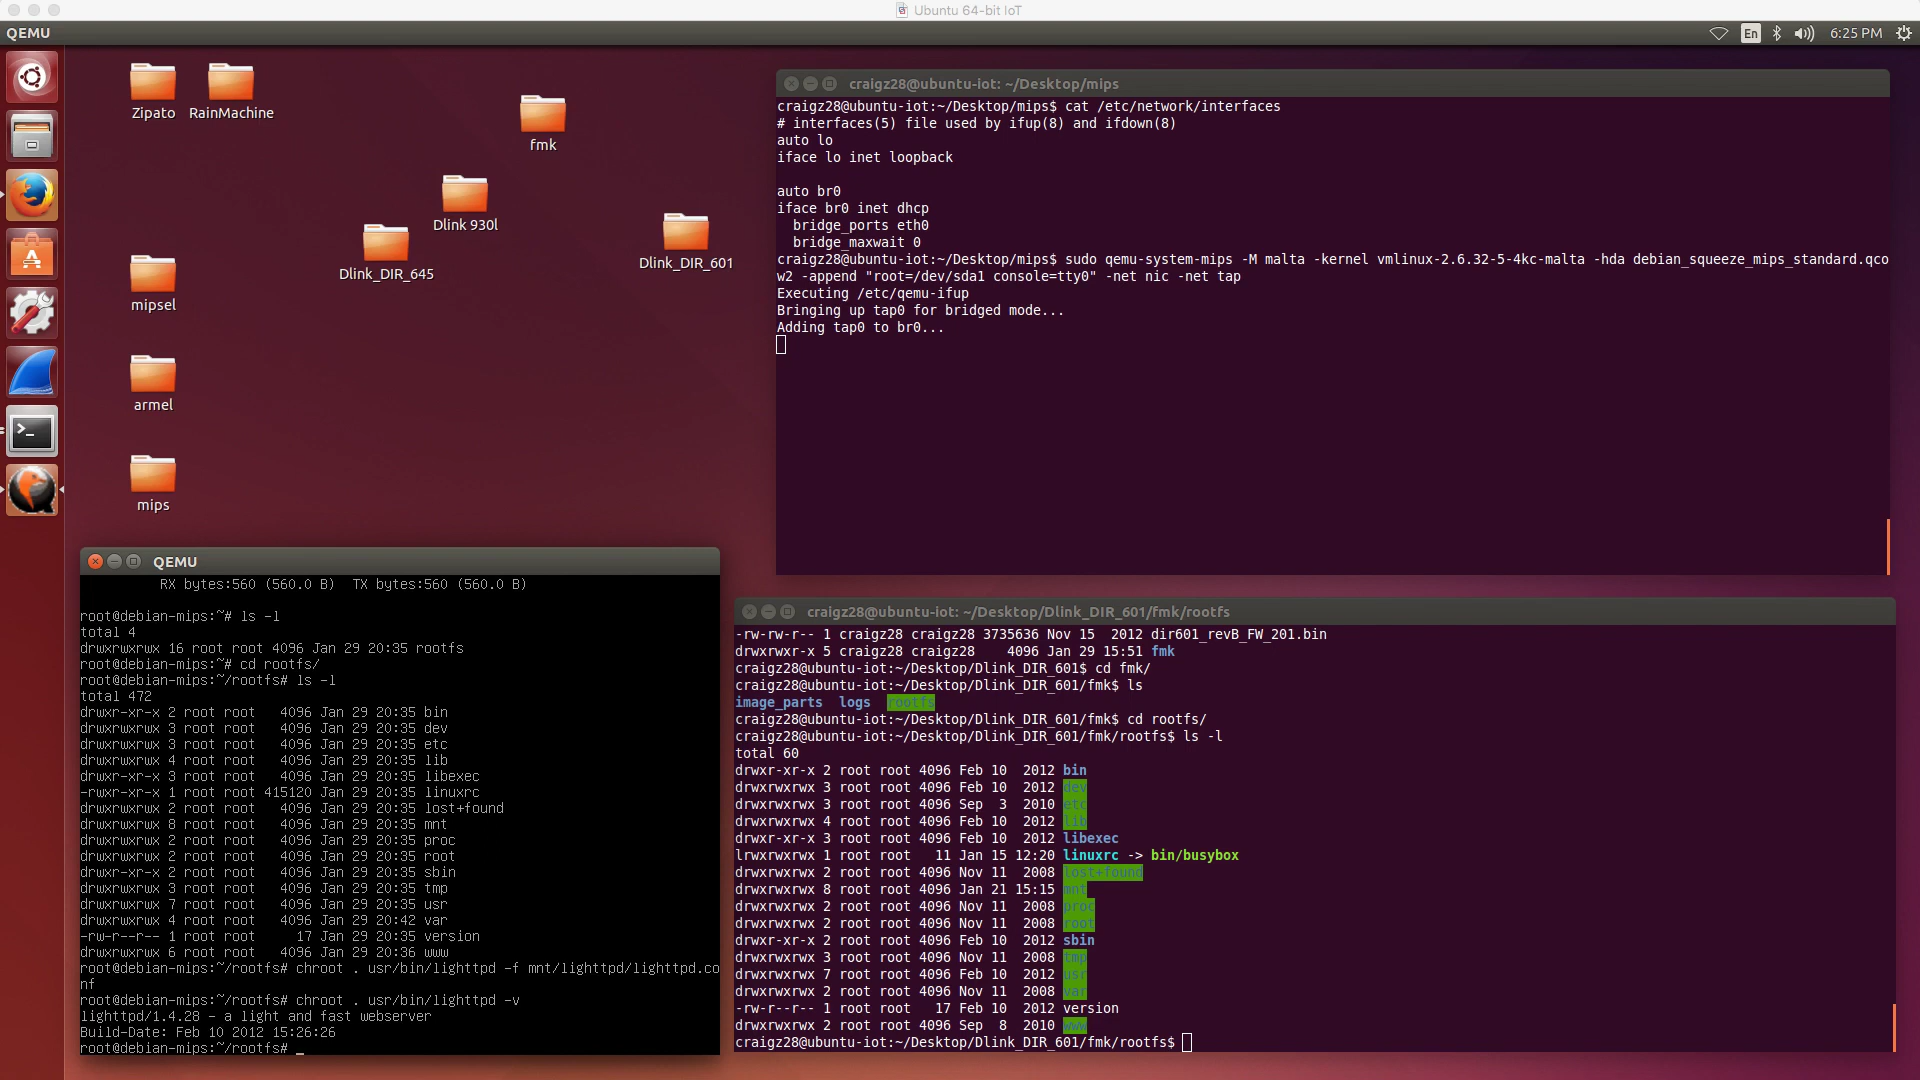 Ubuntu 64-bit IoT
QEMU
En
6:25 PM
Zipato
RainMachine
fmk
Dlink 930l
Dlink_DIR_645
Dlink_DIR_601
mipsel
armel
mips
craigz28@ubuntu-iot: ~/Desktop/mips
craigz28@ubuntu-iot:~/Desktop/mips$ cat /etc/network/interfaces
# interfaces(5) file used by ifup(8) and ifdown(8)
auto lo
iface lo inet loopback
auto br0
iface br0 inet dhcp
  bridge_ports eth0
  bridge_maxwait 0
craigz28@ubuntu-iot:~/Desktop/mips$ sudo qemu-system-mips -M malta -kernel vmlinux-2.6.32-5-4kc-malta -hda debian_squeeze_mips_standard.qco
w2 -append "root=/dev/sda1 console=tty0" -net nic -net tap
Executing /etc/qemu-ifup
Bringing up tap0 for bridged mode...
Adding tap0 to br0...
QEMU
RX bytes:560 (560.0 B)  TX bytes:560 (560.0 B)
root@debian-mips:~# ls -l
total 4
drwxrwxrwx 16 root root 4096 Jan 29 20:35 rootfs
root@debian-mips:~# cd rootfs/
root@debian-mips:~/rootfs# ls -l
total 472
drwxr-xr-x 2 root root   4096 Jan 29 20:35 bin
drwxrwxrwx 3 root root   4096 Jan 29 20:35 dev
drwxrwxrwx 3 root root   4096 Jan 29 20:35 etc
drwxrwxrwx 4 root root   4096 Jan 29 20:35 lib
drwxr-xr-x 3 root root   4096 Jan 29 20:35 libexec
-rwxr-xr-x 1 root root 415120 Jan 29 20:35 linuxrc
drwxrwxrwx 2 root root   4096 Jan 29 20:35 lost+found
drwxrwxrwx 8 root root   4096 Jan 29 20:35 mnt
drwxrwxrwx 2 root root   4096 Jan 29 20:35 proc
drwxrwxrwx 2 root root   4096 Jan 29 20:35 root
drwxr-xr-x 2 root root   4096 Jan 29 20:35 sbin
drwxrwxrwx 3 root root   4096 Jan 29 20:35 tmp
drwxrwxrwx 7 root root   4096 Jan 29 20:35 usr
drwxrwxrwx 4 root root   4096 Jan 29 20:42 var
-rw-r--r-- 1 root root     17 Jan 29 20:35 version
drwxrwxrwx 6 root root   4096 Jan 29 20:36 www
root@debian-mips:~/rootfs# chroot . usr/bin/lighttpd -f mnt/lighttpd/lighttpd.co
nf
root@debian-mips:~/rootfs# chroot . usr/bin/lighttpd -v
lighttpd/1.4.28 - a light and fast webserver
Build-Date: Feb 10 2012 15:26:26
root@debian-mips:~/rootfs# _
craigz28@ubuntu-iot: ~/Desktop/Dlink_DIR_601/fmk/rootfs
-rw-rw-r-- 1 craigz28 craigz28 3735636 Nov 15  2012 dir601_revB_FW_201.bin
drwxrwxr-x 5 craigz28 craigz28    4096 Jan 29 15:51 fmk
craigz28@ubuntu-iot:~/Desktop/Dlink_DIR_601$ cd fmk/
craigz28@ubuntu-iot:~/Desktop/Dlink_DIR_601/fmk$ ls
image_parts  logs  rootfs
craigz28@ubuntu-iot:~/Desktop/Dlink_DIR_601/fmk$ cd rootfs/
craigz28@ubuntu-iot:~/Desktop/Dlink_DIR_601/fmk/rootfs$ ls -l
total 60
drwxr-xr-x 2 root root 4096 Feb 10  2012 bin
drwxrwxrwx 3 root root 4096 Feb 10  2012 dev
drwxrwxrwx 3 root root 4096 Sep  3  2010 etc
drwxrwxrwx 4 root root 4096 Feb 10  2012 lib
drwxr-xr-x 3 root root 4096 Feb 10  2012 libexec
lrwxrwxrwx 1 root root   11 Jan 15 12:20 linuxrc -> bin/busybox
drwxrwxrwx 2 root root 4096 Nov 11  2008 lost+found
drwxrwxrwx 8 root root 4096 Jan 21 15:15 mnt
drwxrwxrwx 2 root root 4096 Nov 11  2008 proc
drwxrwxrwx 2 root root 4096 Nov 11  2008 root
drwxr-xr-x 2 root root 4096 Feb 10  2012 sbin
drwxrwxrwx 3 root root 4096 Nov 11  2008 tmp
drwxrwxrwx 7 root root 4096 Feb 10  2012 usr
drwxrwxrwx 2 root root 4096 Nov 11  2008 var
-rw-r--r-- 1 root root   17 Feb 10  2012 version
drwxrwxrwx 2 root root 4096 Sep  8  2010 www
craigz28@ubuntu-iot:~/Desktop/Dlink_DIR_601/fmk/rootfs$